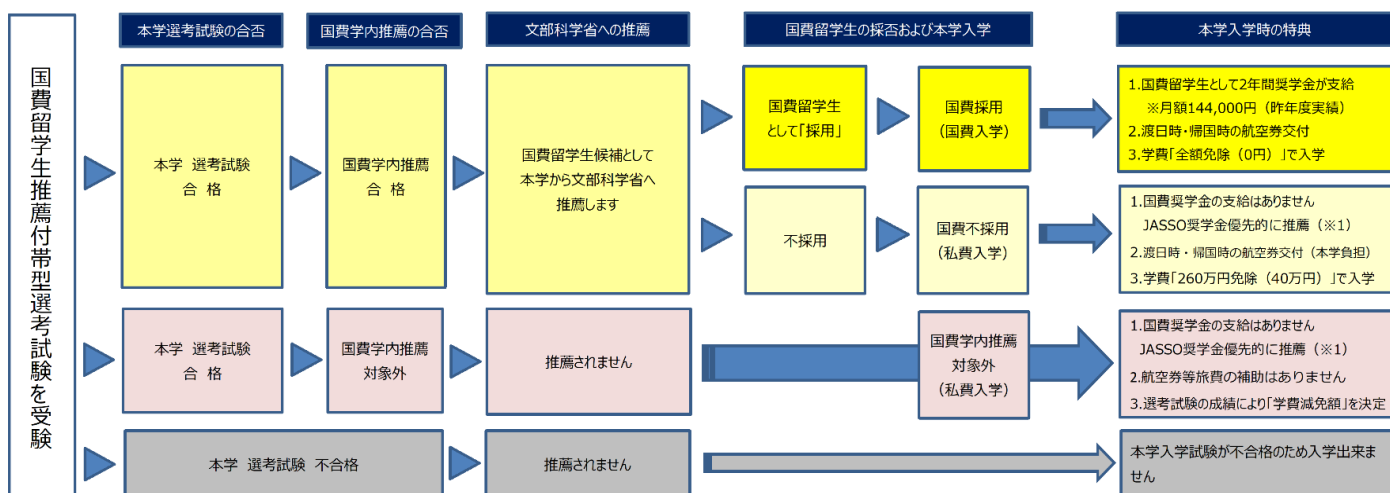 国費留学生推薦付帯型選考試験を受験
本学選考試験の合否
国費学内推薦の合否
文部科学省への推薦
国費留学生の採否および本学入学
本学入学時の特典
本学 選考試験
合 格
国費学内推薦
合 格
国費留学生候補として
本学から文部科学省へ
推薦します
国費留学生
として「採用」
国費採用
(国費入学)
1.国費留学生として2年間奨学金が支給
※月額144,000円(昨年度実績)
2.渡日時・帰国時の航空券交付
3.学費「全額免除(0円)」で入学
不採用
国費不採用
(私費入学)
1.国費奨学金の支給はありません
JASSO奨学金優先的に推薦(※1)
2.渡日時・帰国時の航空券交付(本学負担)
3.学費「260万円免除(40万円)」で入学
本学 選考試験
合 格
国費学内推薦
対象外
推薦されません
国費学内推薦
対象外
(私費入学)
1.国費奨学金の支給はありません
JASSO奨学金優先的に推薦(※1)
2.航空券等旅費の補助はありません
3.選考試験の成績により「学費減免額」を決定
本学 選考試験 不合格
推薦されません
本学入学試験が不合格のため入学出来ま
せん